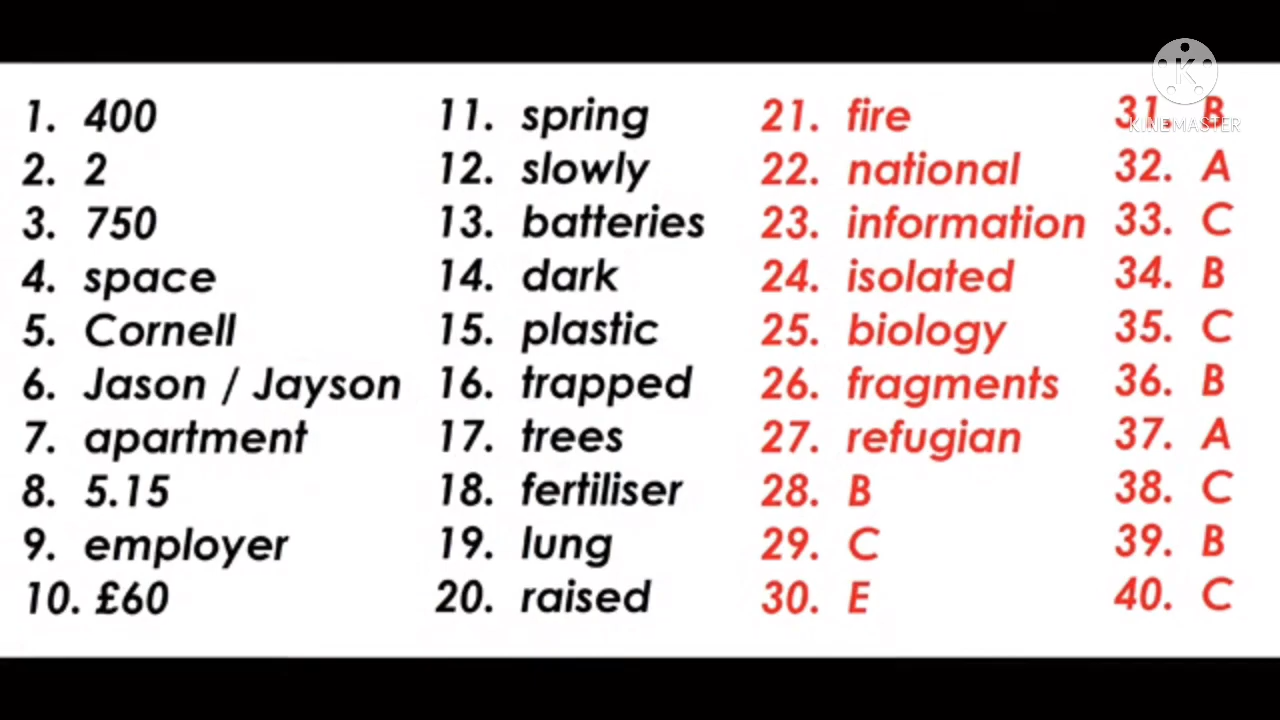 1. 400
2. 2
3. 750
4. space
5. Cornell
6. Jason / Jayson
7. apartment
8. 5.15
9. employer
10. £60
11. spring
12. slowly
13. batteries
14. dark
15. plastic
16. trapped
17. trees
18. fertiliser
19. lung
20. raised
21. fire
22. national
23. information
24. isolated
25. biology
26. fragments
27. refugian
28. B
29. C
30. E
31. B
32. A
33. C
34. B
35. C
36. B
37. A
38. C
39. B
40. C
K
KINEMASTER